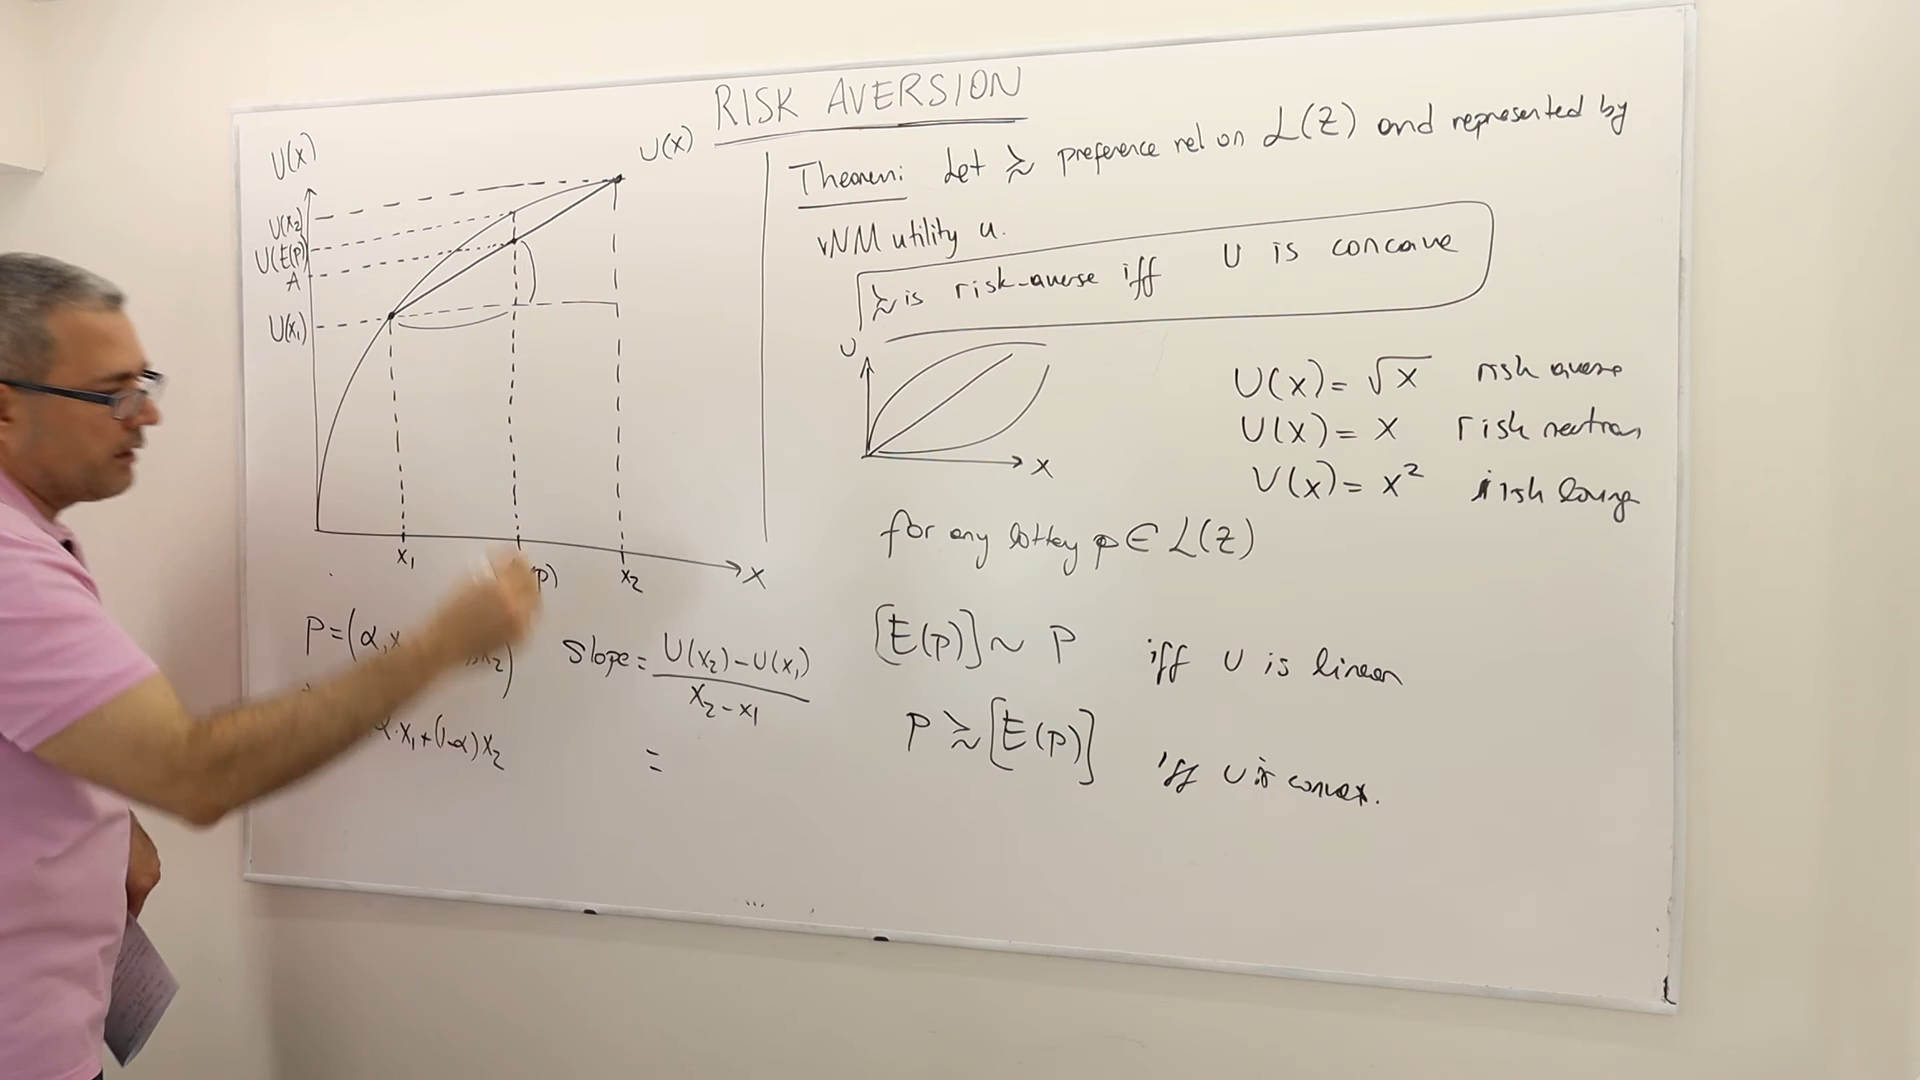 RISK AVERSION
U(x)
U(x)
U(x₂)
U(E(p))
A
U(x₁)
x₁
p)
x₂
x
p=(α,x x₂)
α·x₁+(1-α)x₂
Slope = U(x₂)-U(x₁) / x₂-x₁
=
Theorem: Let ≿ preference rel on L(Z) and represented by
vNM utility u.
≿ is risk-averse iff U is concave
U
x
U(x)= √x risk averse
U(x)= x risk neutral
U(x)= x² risk loving
for any lottery p ∈ L(Z)
[E(p)] ~ p iff U is linear
p ≿ [E(p)] iff U is convex.